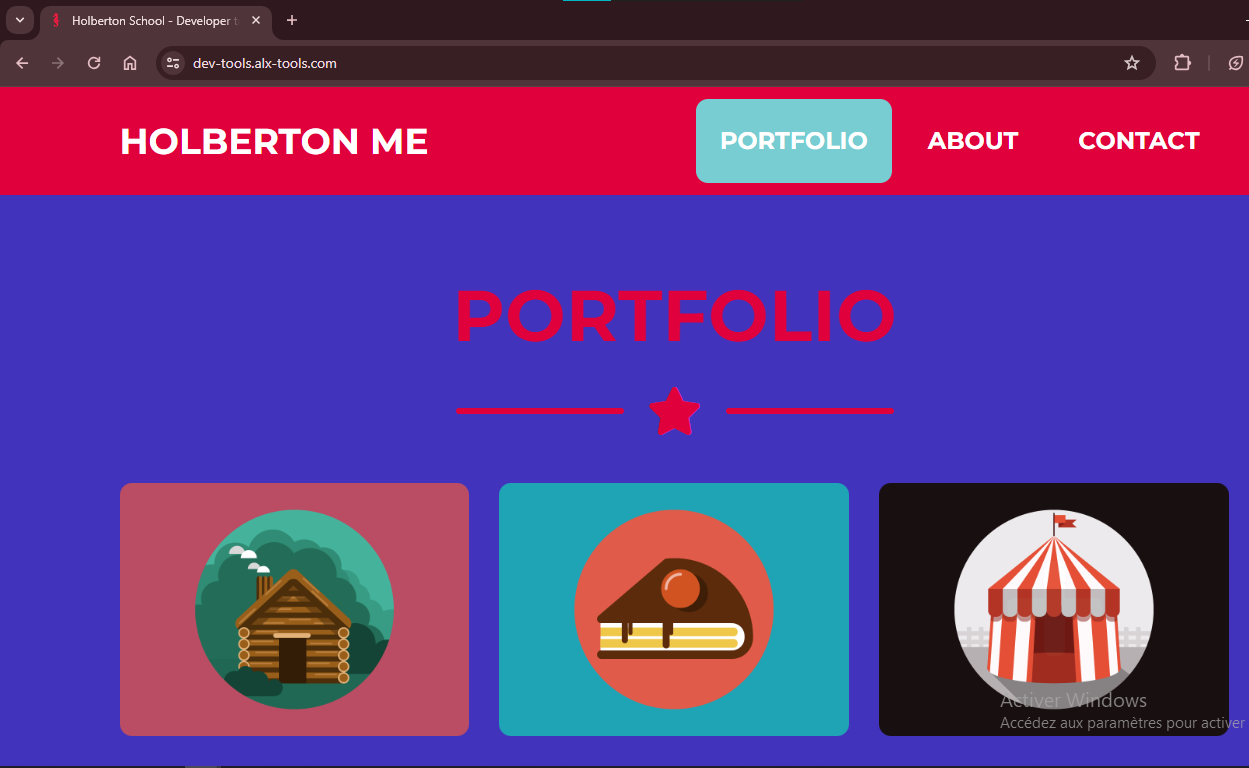 Holberton School - Developer t
dev-tools.alx-tools.com
HOLBERTON ME
PORTFOLIO
ABOUT
CONTACT
PORTFOLIO
Activer Windows
Accédez aux paramètres pour activer